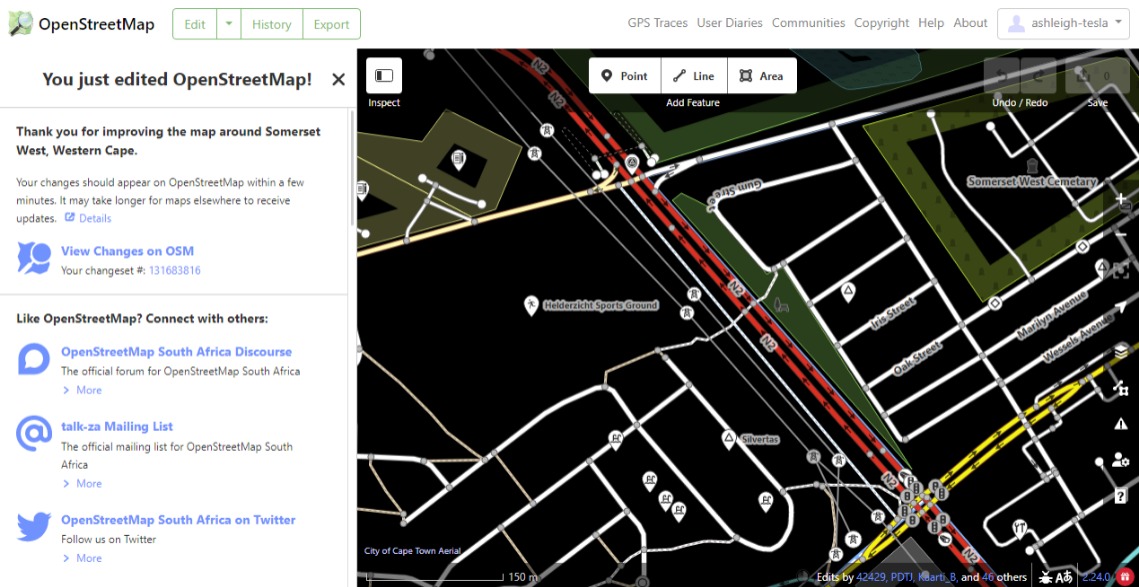 OpenStreetMap
Edit
History
Export
GPS Traces
User Diaries
Communities
Copyright
Help
About
ashleigh-tesla
You just edited OpenStreetMap!
Thank you for improving the map around Somerset
West, Western Cape.
Your changes should appear on OpenStreetMap within a few
minutes. It may take longer for maps elsewhere to receive
updates. Details
View Changes on OSM
Your changeset #: 131683816
Like OpenStreetMap? Connect with others:
OpenStreetMap South Africa Discourse
The official forum for OpenStreetMap South Africa
> More
talk-za Mailing List
The official mailing list for OpenStreetMap South
Africa
> More
OpenStreetMap South Africa on Twitter
Follow us on Twitter
> More
Inspect
Point
Line
Area
Add Feature
Undo / Redo
0
Save
N2
N2
Gum Street
Somerset West Cemetary
N2
Helderzicht Sports Ground
Iris Street
Marilyn Avenue
N2
Oak Street
Wessels Avenue
Silvertas
N2
N2
City of Cape Town Aerial
150 m
Edits by 42429, PDTJ, Kaarti_B, and 46 others
2.24.0